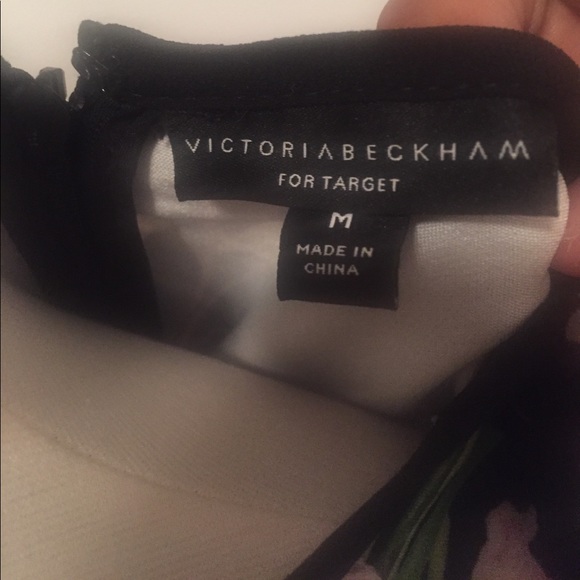 VICTORIABECKHAM
FOR TARGET
M
MADE IN
CHINA